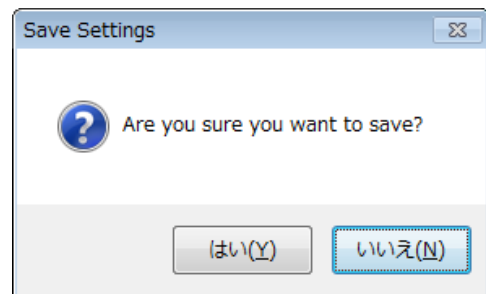 Save Settings
Are you sure you want to save?
はい(Y)
いいえ(N)